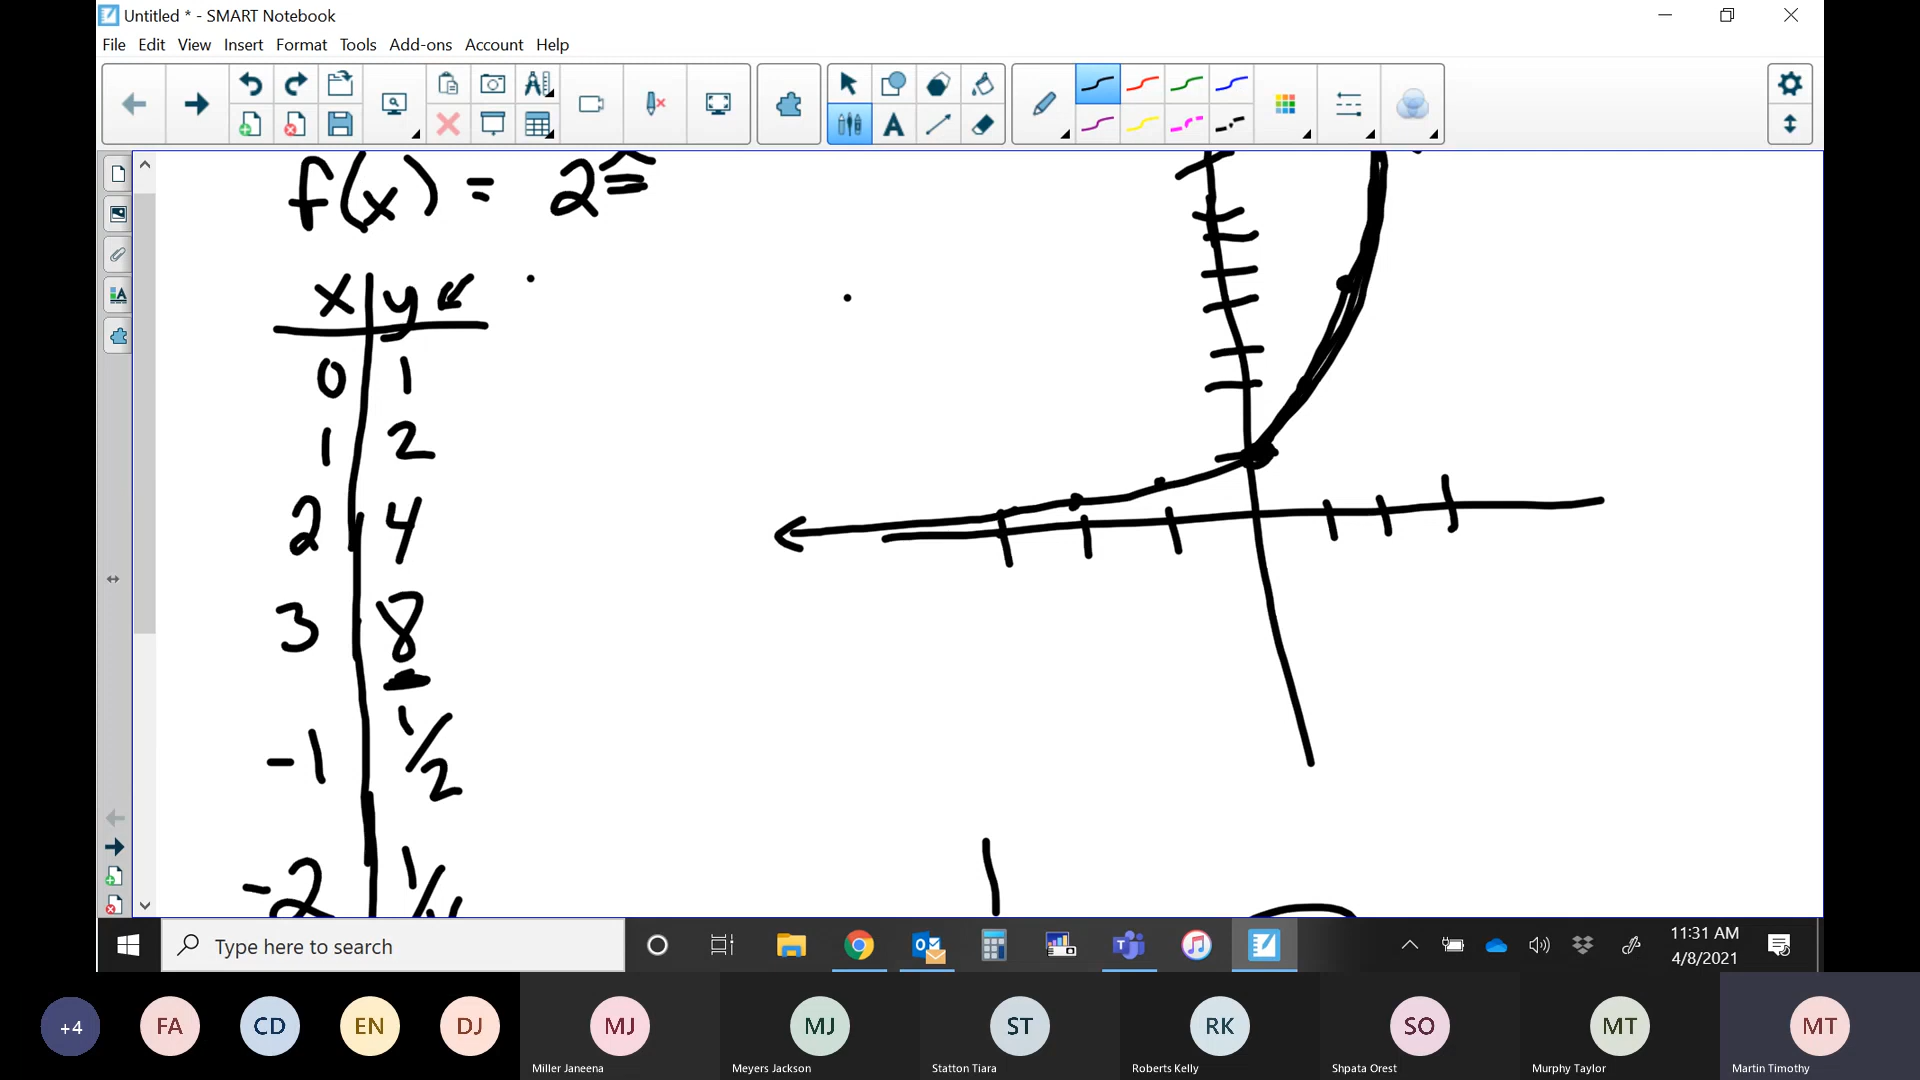 Untitled * - SMART Notebook
File Edit View Insert Format Tools Add-ons Account Help
f(x) = 2
x y
0 1
1 2
2 4
3 8
-1 1/2
-2 1/4
Type here to search
11:31 AM
4/8/2021
+4 FA CD EN DJ MJ MJ ST RK SO MT MT
Miller Janeena Meyers Jackson Statton Tiara Roberts Kelly Shpata Orest Murphy Taylor Martin Timothy